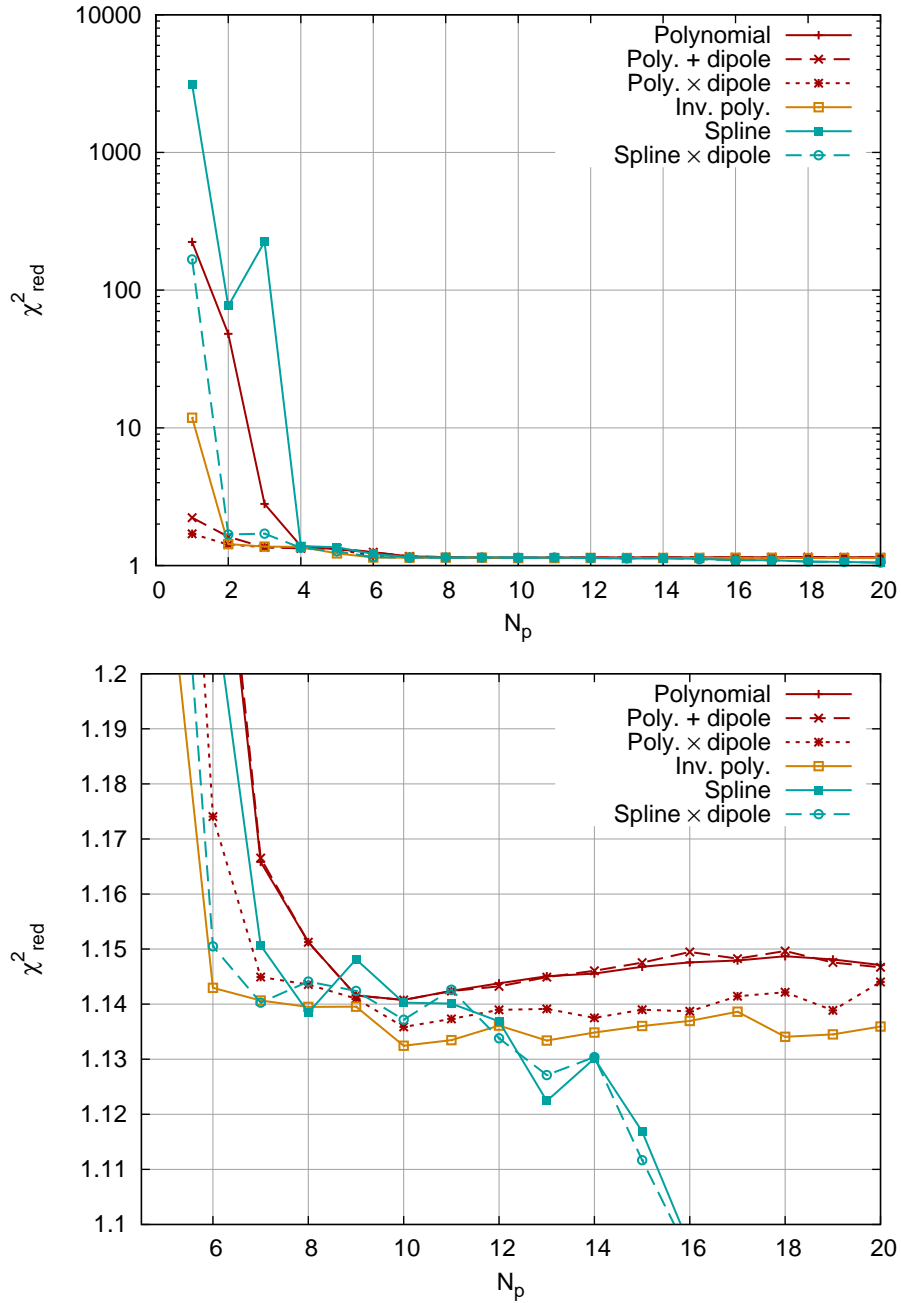 10000
1000
100
10
1
χ²red
0 2 4 6 8 10 12 14 16 18 20
Np
Polynomial
Poly. + dipole
Poly. × dipole
Inv. poly.
Spline
Spline × dipole
1.2
1.19
1.18
1.17
1.16
1.15
1.14
1.13
1.12
1.11
1.1
χ²red
6 8 10 12 14 16 18 20
Np
Polynomial
Poly. + dipole
Poly. × dipole
Inv. poly.
Spline
Spline × dipole